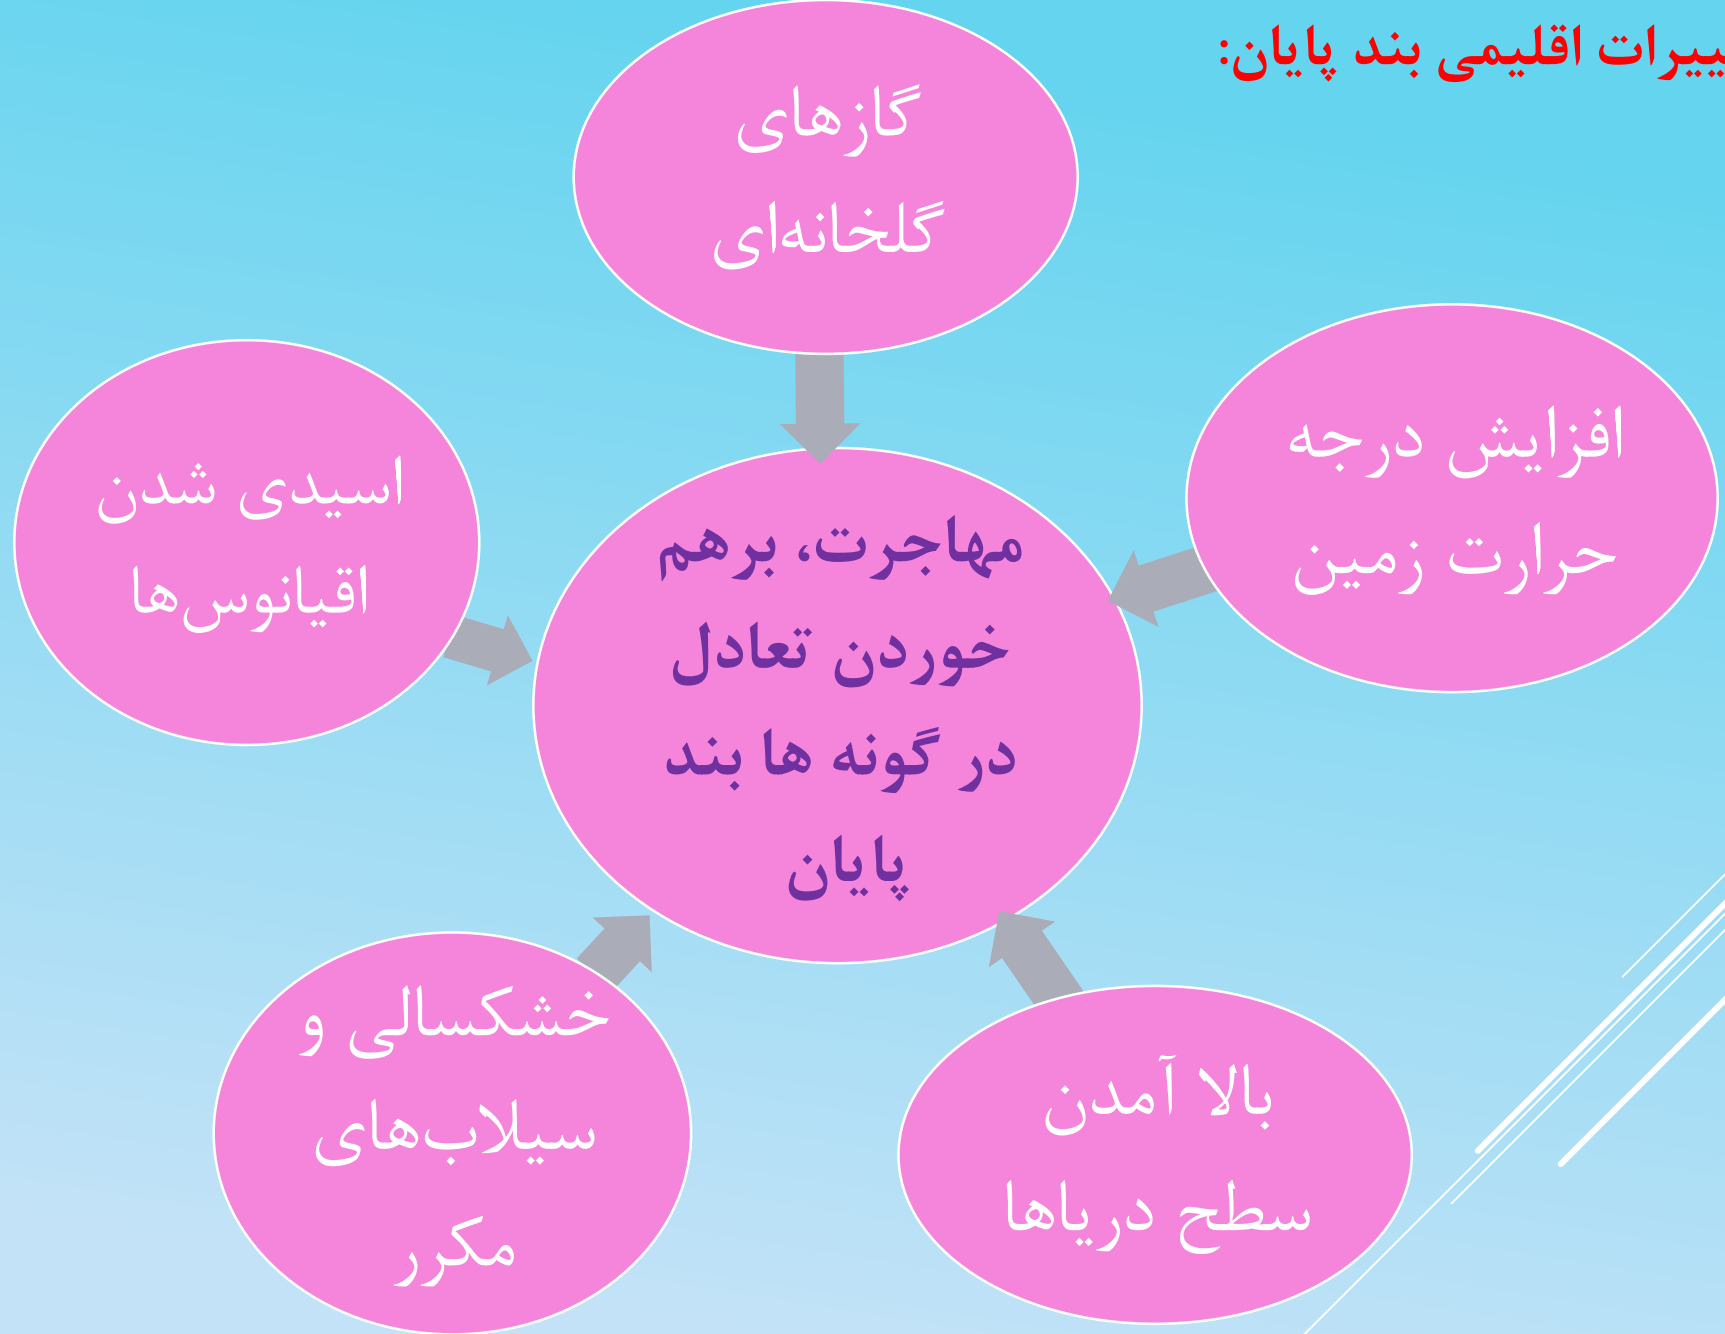 ییرات اقلیمی بند پایان:
گازهای
گلخانه‌ای
افزایش درجه
حرارت زمین
بالا آمدن
سطح دریاها
خشکسالی و
سیلاب‌های
مکرر
اسیدی شدن
اقیانوس‌ها
مهاجرت، برهم
خوردن تعادل
در گونه ها بند
پایان